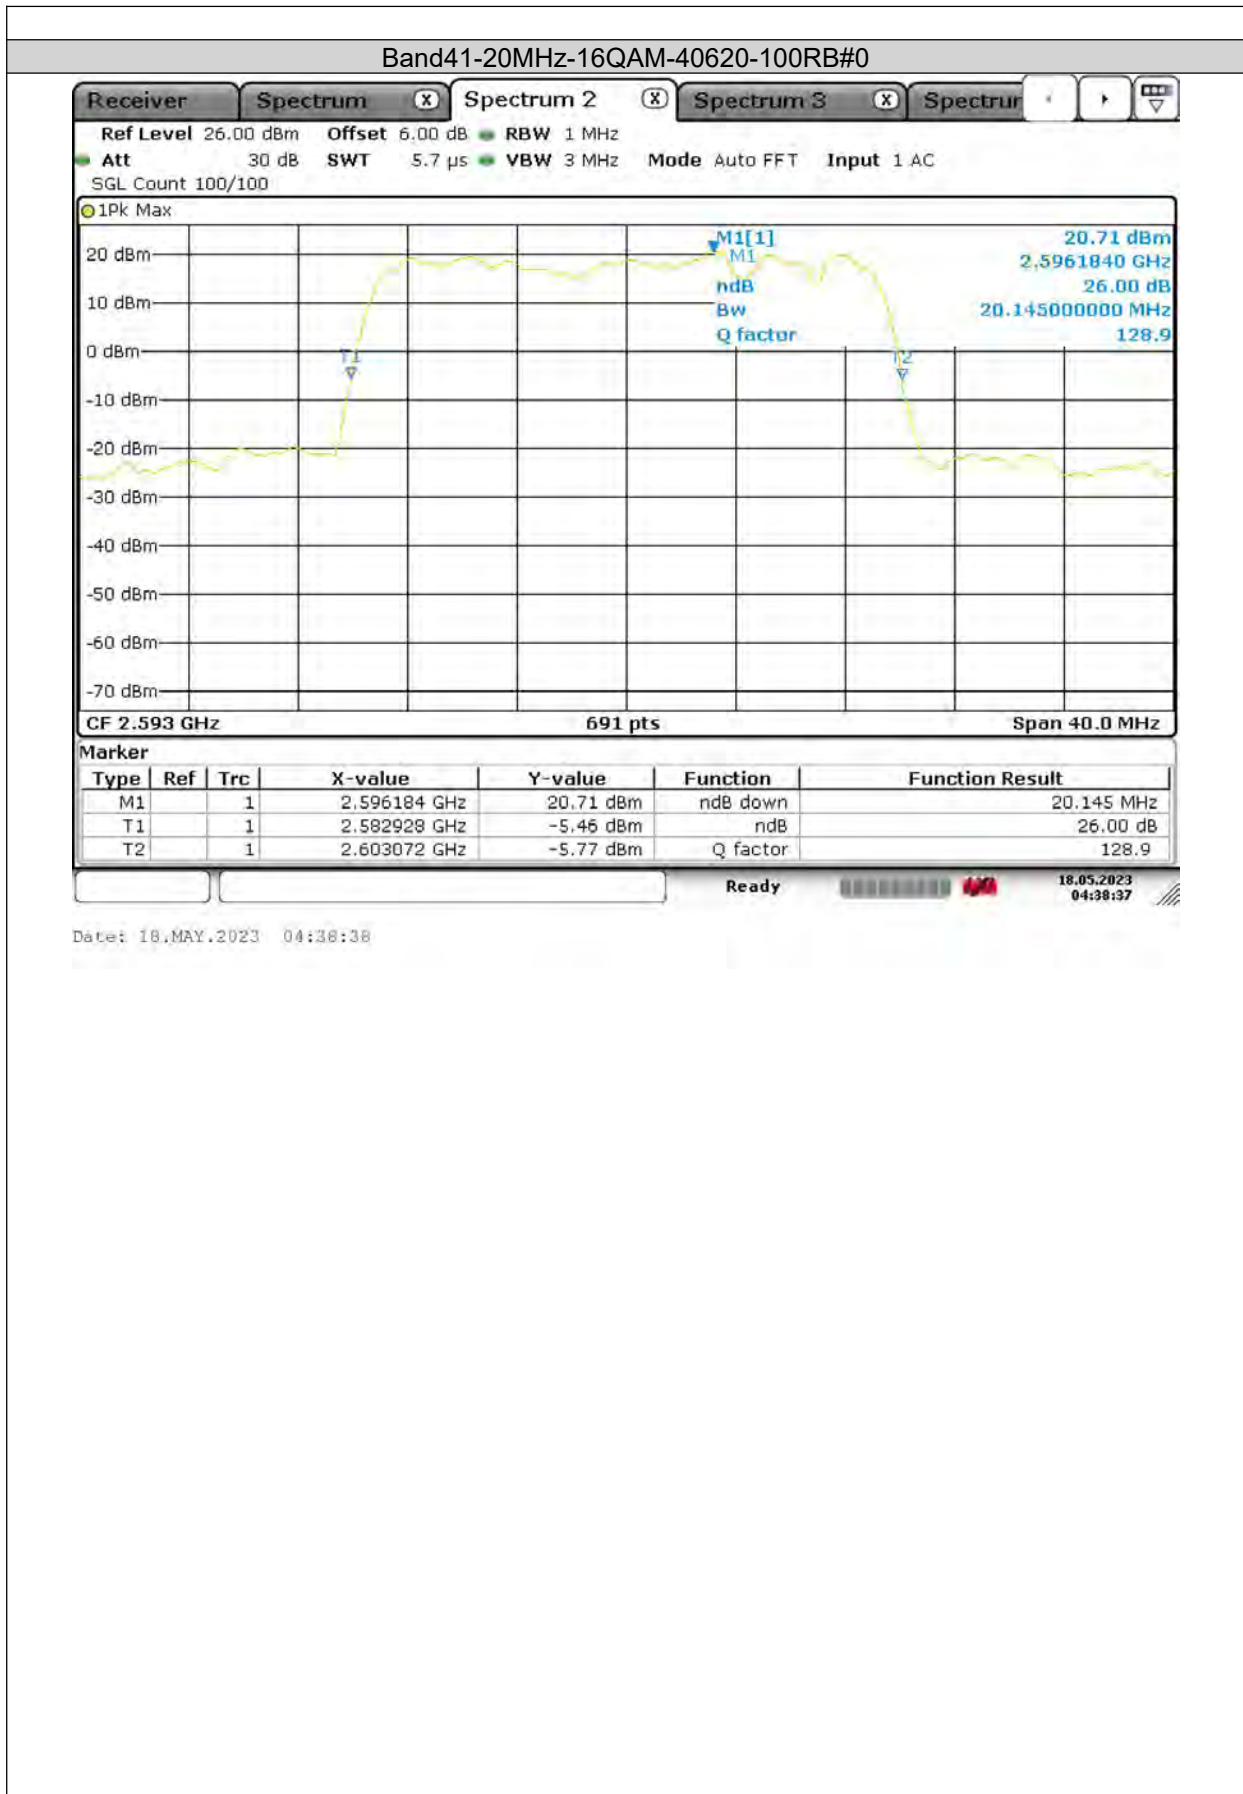 Band41-20MHz-16QAM-40620-100RB#0
Receiver Spectrum X Spectrum 2 X Spectrum 3 X Spectrur
Ref Level 26.00 dBm Offset 6.00 dB RBW 1 MHz
Att 30 dB SWT 5.7 µs VBW 3 MHz Mode Auto FFT Input 1 AC
SGL Count 100/100
1Pk Max
M1[1] 20.71 dBm
M1 2.5961840 GHz
ndB 26.00 dB
Bw 20.145000000 MHz
Q factor 128.9
20 dBm
10 dBm
0 dBm
T1 T2
-10 dBm
-20 dBm
-30 dBm
-40 dBm
-50 dBm
-60 dBm
-70 dBm
CF 2.593 GHz 691 pts Span 40.0 MHz
Marker
Type Ref Trc X-value Y-value Function Function Result
M1 1 2.596184 GHz 20.71 dBm ndB down 20.145 MHz
T1 1 2.582928 GHz -5.46 dBm ndB 26.00 dB
T2 1 2.603072 GHz -5.77 dBm Q factor 128.9
Ready 18.05.2023
04:38:37
Date: 18.MAY.2023 04:38:38